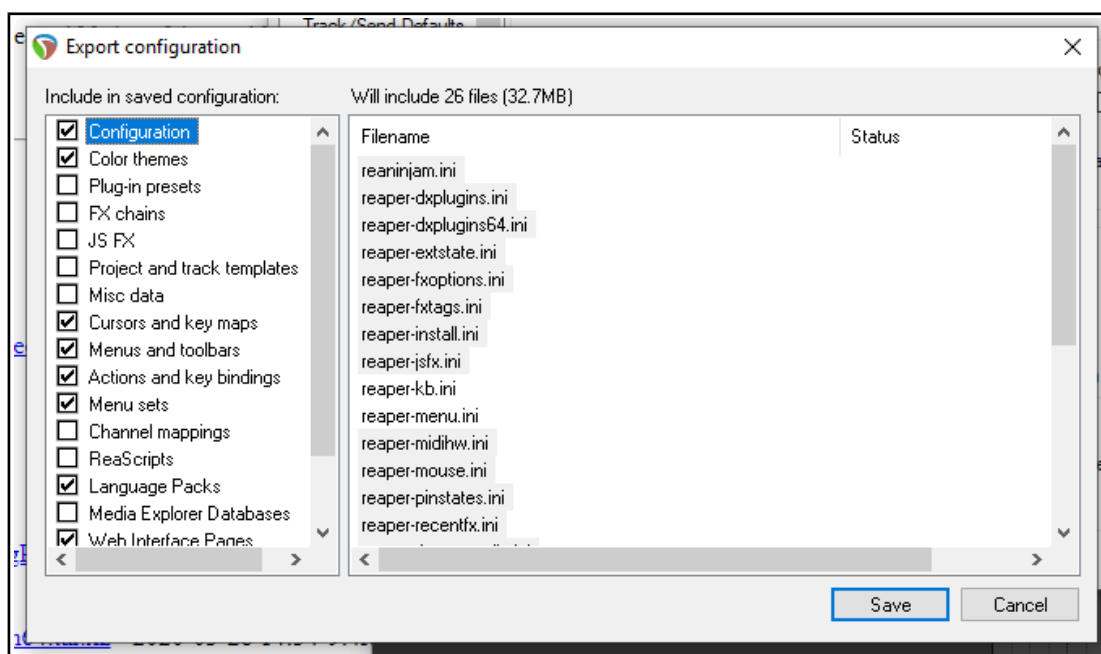 Track/Send Defaults
Export configuration
Include in saved configuration:
Will include 26 files (32.7MB)
Configuration
Color themes
Plug-in presets
FX chains
JS FX
Project and track templates
Misc data
Cursors and key maps
Menus and toolbars
Actions and key bindings
Menu sets
Channel mappings
ReaScripts
Language Packs
Media Explorer Databases
Web Interface Pages
Filename Status
reaninjam.ini
reaper-dxplugins.ini
reaper-dxplugins64.ini
reaper-extstate.ini
reaper-fxoptions.ini
reaper-fxtags.ini
reaper-install.ini
reaper-jsfx.ini
reaper-kb.ini
reaper-menu.ini
reaper-midihw.ini
reaper-mouse.ini
reaper-pinstates.ini
reaper-recentfx.ini
Save Cancel